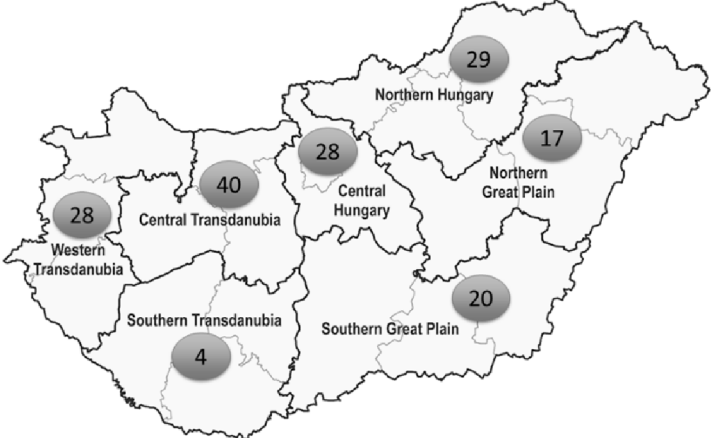 29
Northern Hungary
17
Northern
Great Plain
28
Central
Hungary
40
Central Transdanubia
28
Western
Transdanubia
Southern Transdanubia
4
20
Southern Great Plain